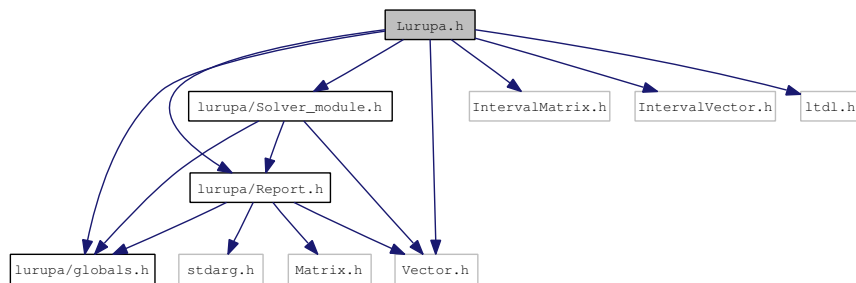 Lurupa.h
lurupa/Solver_module.h
IntervalMatrix.h
IntervalVector.h
ltdl.h
lurupa/Report.h
lurupa/globals.h
stdarg.h
Matrix.h
Vector.h